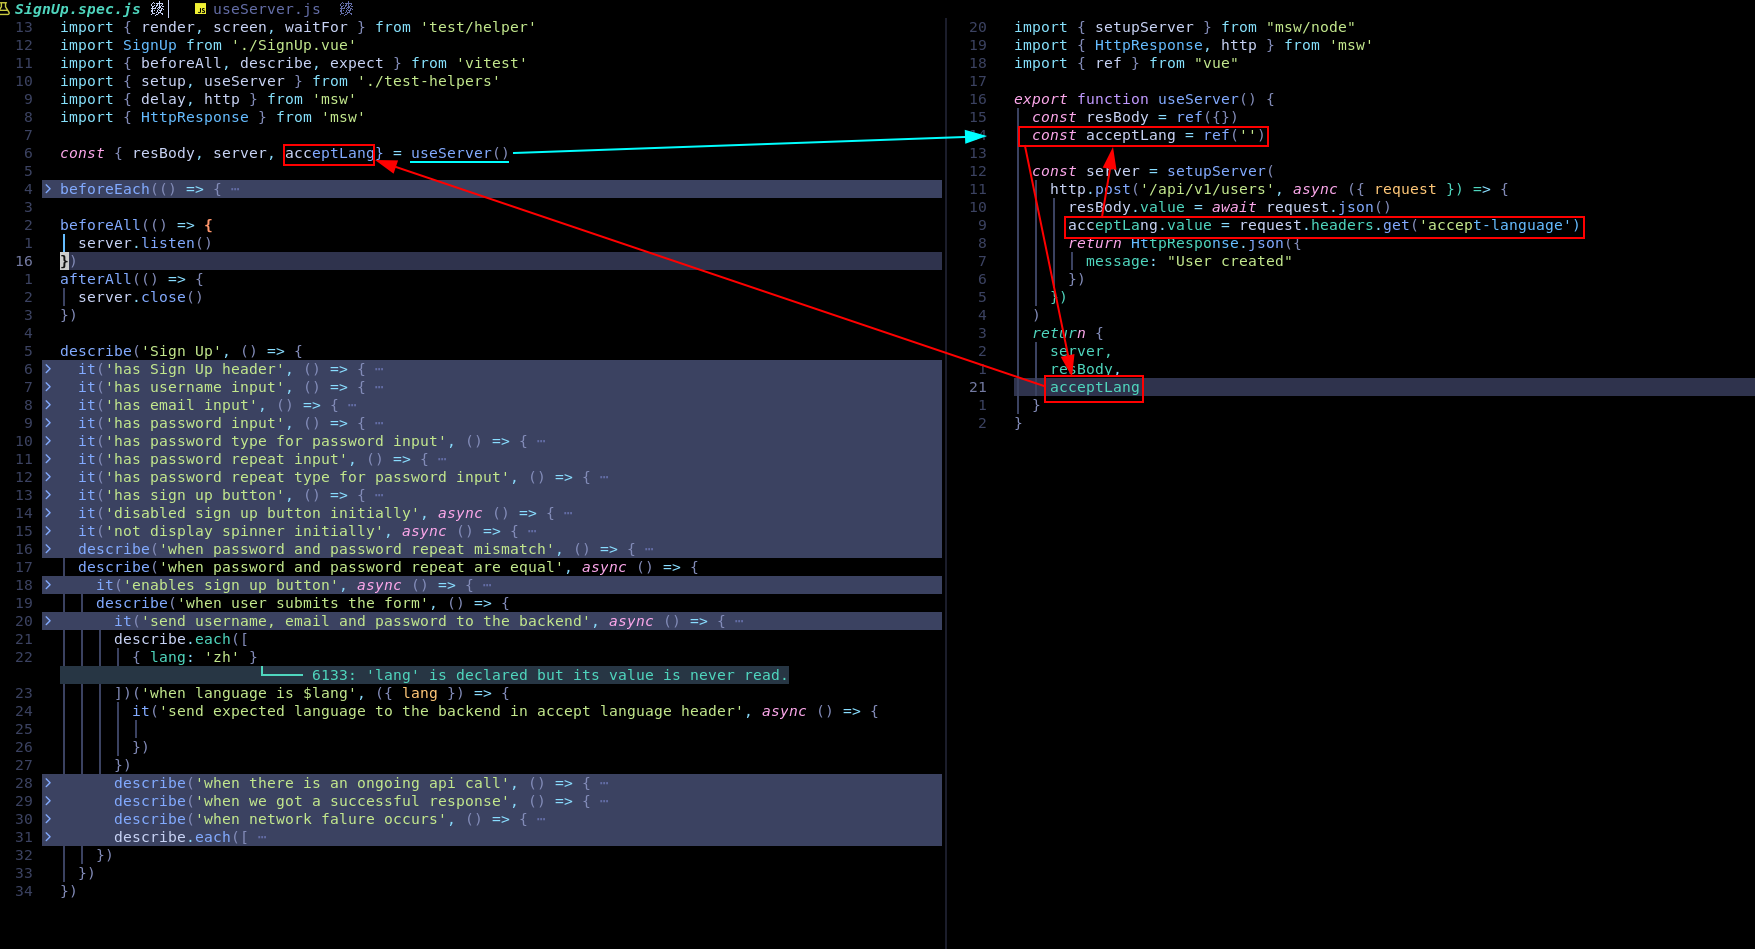 SignUp.spec.js
useServer.js
13 import { render, screen, waitFor } from 'test/helper'
12 import SignUp from './SignUp.vue'
11 import { beforeAll, describe, expect } from 'vitest'
10 import { setup, useServer } from './test-helpers'
9 import { delay, http } from 'msw'
8 import { HttpResponse } from 'msw'
7
6 const { resBody, server, acceptLang} = useServer()
5
4 beforeEach(() => { ⋯
3
2 beforeAll(() => {
1 server.listen()
16 })
1 afterAll(() => {
2 server.close()
3 })
4
5 describe('Sign Up', () => {
6 it('has Sign Up header', () => { ⋯
7 it('has username input', () => { ⋯
8 it('has email input', () => { ⋯
9 it('has password input', () => { ⋯
10 it('has password type for password input', () => { ⋯
11 it('has password repeat input', () => { ⋯
12 it('has password repeat type for password input', () => { ⋯
13 it('has sign up button', () => { ⋯
14 it('disabled sign up button initially', async () => { ⋯
15 it('not display spinner initially', async () => { ⋯
16 describe('when password and password repeat mismatch', () => { ⋯
17 describe('when password and password repeat are equal', async () => {
18 it('enables sign up button', async () => { ⋯
19 describe('when user submits the form', () => {
20 it('send username, email and password to the backend', async () => { ⋯
21 describe.each([
22 { lang: 'zh' }
6133: 'lang' is declared but its value is never read.
23 ])('when language is $lang', ({ lang }) => {
24 it('send expected language to the backend in accept language header', async () => {
25
26 })
27 })
28 describe('when there is an ongoing api call', () => { ⋯
29 describe('when we got a successful response', () => { ⋯
30 describe('when network falure occurs', () => { ⋯
31 describe.each([ ⋯
32 })
33 })
34 })
20 import { setupServer } from "msw/node"
19 import { HttpResponse, http } from 'msw'
18 import { ref } from "vue"
17
16 export function useServer() {
15 const resBody = ref({})
14 const acceptLang = ref('')
13
12 const server = setupServer(
11 http.post('/api/v1/users', async ({ request }) => {
10 resBody.value = await request.json()
9 acceptLang.value = request.headers.get('accept-language')
8 return HttpResponse.json({
7 message: "User created"
6 })
5 })
4 )
3 return {
2 server,
1 resBody,
21 acceptLang
1 }
2 }